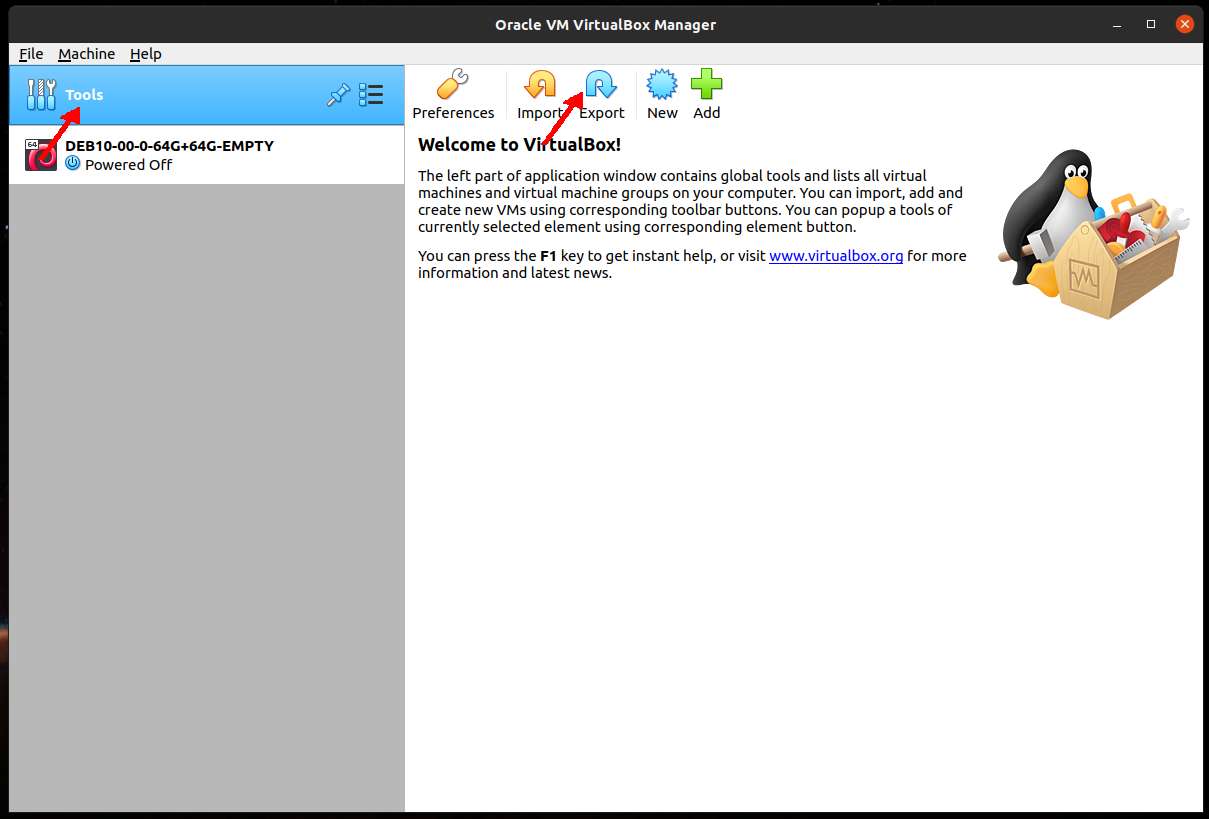 Oracle VM VirtualBox Manager
File Machine Help
Tools
Preferences Import Export New Add
64
DEB10-00-0-64G+64G-EMPTY
Powered Off
Welcome to VirtualBox!
The left part of application window contains global tools and lists all virtual
machines and virtual machine groups on your computer. You can import, add and
create new VMs using corresponding toolbar buttons. You can popup a tools of
currently selected element using corresponding element button.
You can press the F1 key to get instant help, or visit www.virtualbox.org for more
information and latest news.